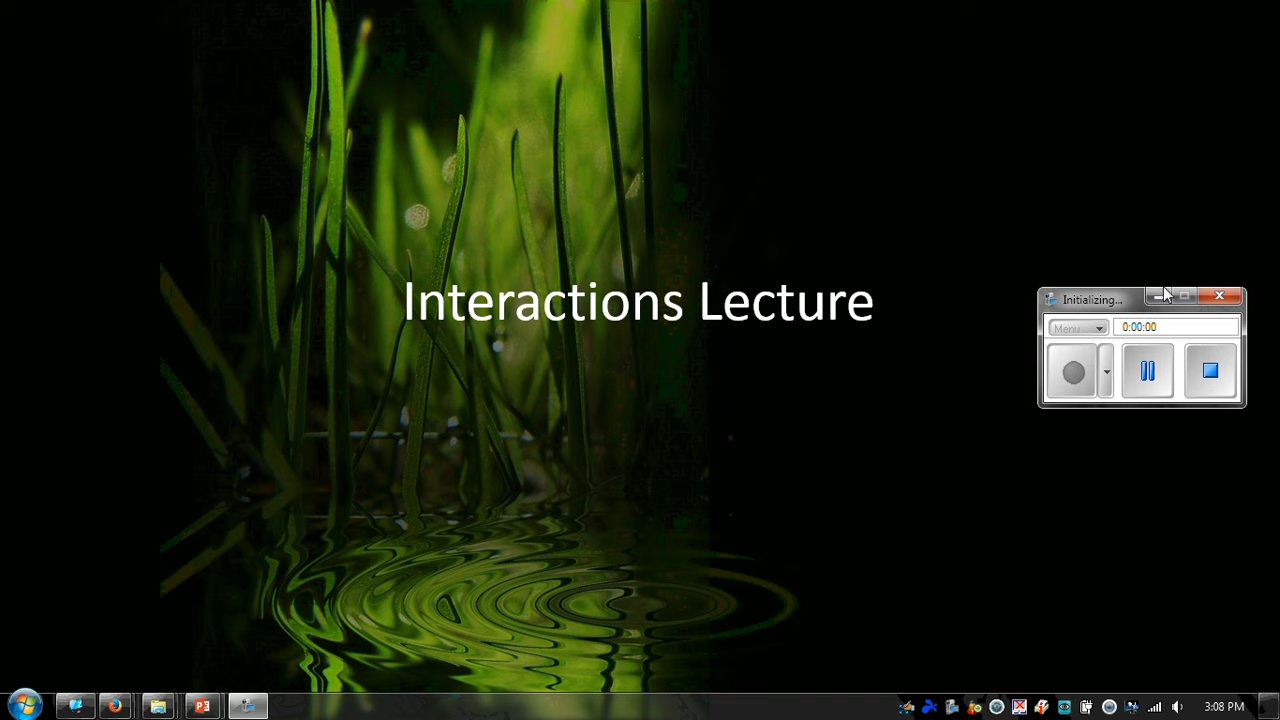 Interactions Lecture
Initializing...
Menu
0:00:00
3:08 PM